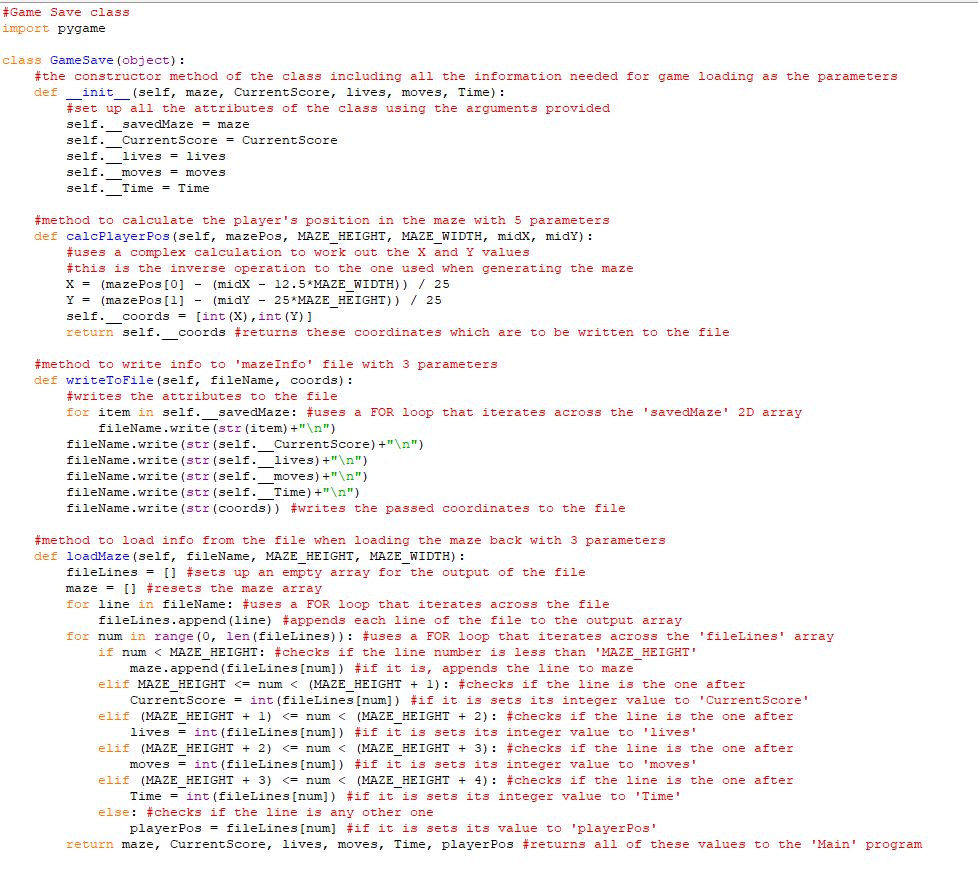 #Game Save class
import pygame

class GameSave(object):
    #the constructor method of the class including all the information needed for game loading as the parameters
    def __init__(self, maze, CurrentScore, lives, moves, Time):
        #set up all the attributes of the class using the arguments provided
        self.__savedMaze = maze
        self.__CurrentScore = CurrentScore
        self.__lives = lives
        self.__moves = moves
        self.__Time = Time

    #method to calculate the player's position in the maze with 5 parameters
    def calcPlayerPos(self, mazePos, MAZE_HEIGHT, MAZE_WIDTH, midX, midY):
        #uses a complex calculation to work out the X and Y values
        #this is the inverse operation to the one used when generating the maze
        X = (mazePos[0] - (midX - 12.5*MAZE_WIDTH)) / 25
        Y = (mazePos[1] - (midY - 25*MAZE_HEIGHT)) / 25
        self.__coords = [int(X),int(Y)]
        return self.__coords #returns these coordinates which are to be written to the file

    #method to write info to 'mazeInfo' file with 3 parameters
    def writeToFile(self, fileName, coords):
        #writes the attributes to the file
        for item in self.__savedMaze: #uses a FOR loop that iterates across the 'savedMaze' 2D array
            fileName.write(str(item)+"\n")
        fileName.write(str(self.__CurrentScore)+"\n")
        fileName.write(str(self.__lives)+"\n")
        fileName.write(str(self.__moves)+"\n")
        fileName.write(str(self.__Time)+"\n")
        fileName.write(str(coords)) #writes the passed coordinates to the file

    #method to load info from the file when loading the maze back with 3 parameters
    def loadMaze(self, fileName, MAZE_HEIGHT, MAZE_WIDTH):
        fileLines = [] #sets up an empty array for the output of the file
        maze = [] #resets the maze array
        for line in fileName: #uses a FOR loop that iterates across the file
            fileLines.append(line) #appends each line of the file to the output array
        for num in range(0, len(fileLines)): #uses a FOR loop that iterates across the 'fileLines' array
            if num < MAZE_HEIGHT: #checks if the line number is less than 'MAZE_HEIGHT'
                maze.append(fileLines[num]) #if it is, appends the line to maze
            elif MAZE_HEIGHT <= num < (MAZE_HEIGHT + 1): #checks if the line is the one after
                CurrentScore = int(fileLines[num]) #if it is sets its integer value to 'CurrentScore'
            elif (MAZE_HEIGHT + 1) <= num < (MAZE_HEIGHT + 2): #checks if the line is the one after
                lives = int(fileLines[num]) #if it is sets its integer value to 'lives'
            elif (MAZE_HEIGHT + 2) <= num < (MAZE_HEIGHT + 3): #checks if the line is the one after
                moves = int(fileLines[num]) #if it is sets its integer value to 'moves'
            elif (MAZE_HEIGHT + 3) <= num < (MAZE_HEIGHT + 4): #checks if the line is the one after
                Time = int(fileLines[num]) #if it is sets its integer value to 'Time'
            else: #checks if the line is any other one
                playerPos = fileLines[num] #if it is sets its value to 'playerPos'
        return maze, CurrentScore, lives, moves, Time, playerPos #returns all of these values to the 'Main' program